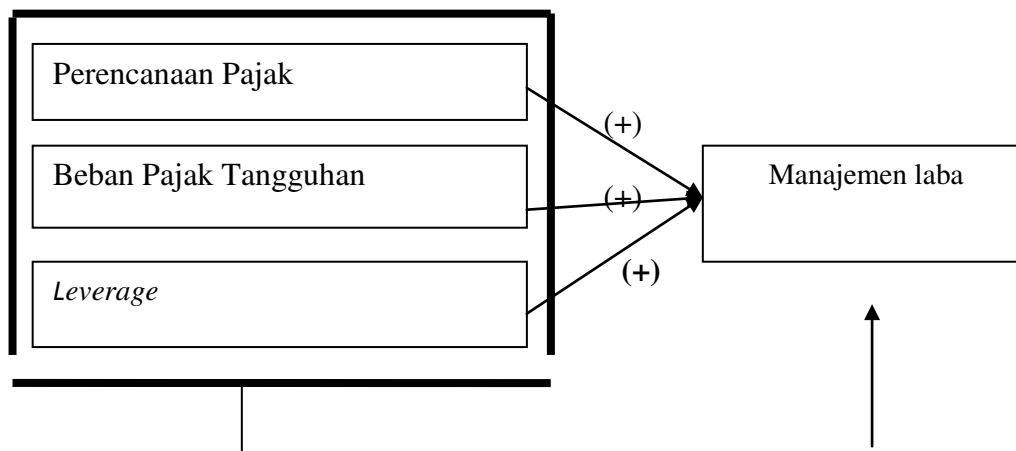 Perencanaan Pajak
(+)
Beban Pajak Tangguhan
(+)
Manajemen laba
Leverage
(+)